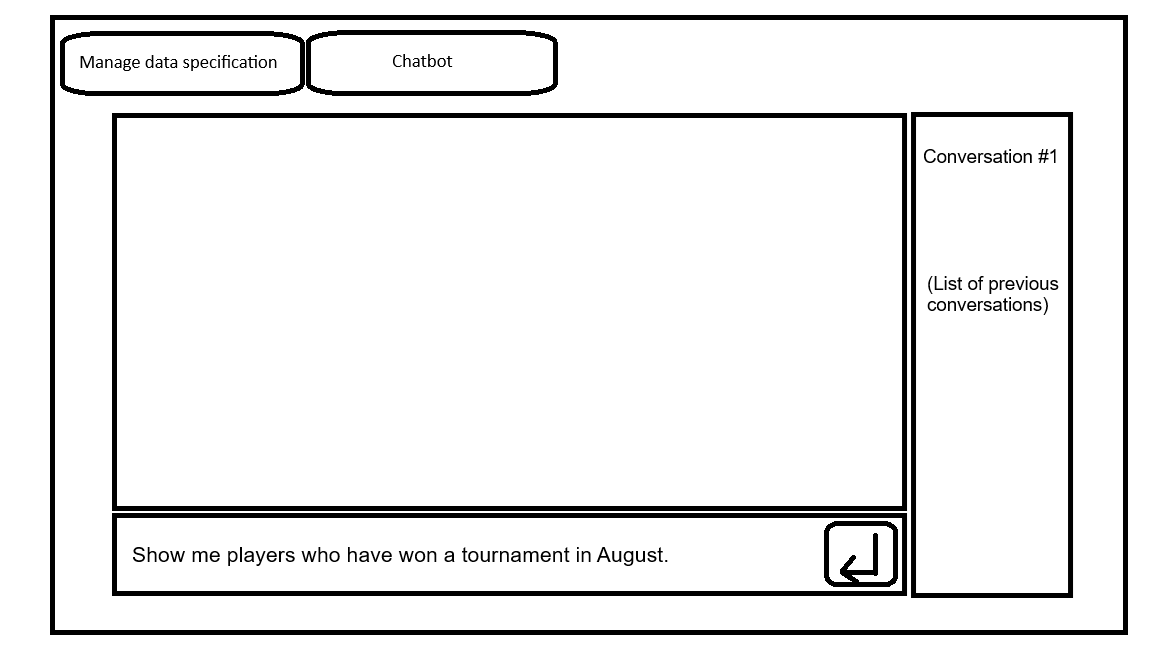 Manage data specification
Chatbot
Conversation #1
(List of previous
conversations)
Show me players who have won a tournament in August.